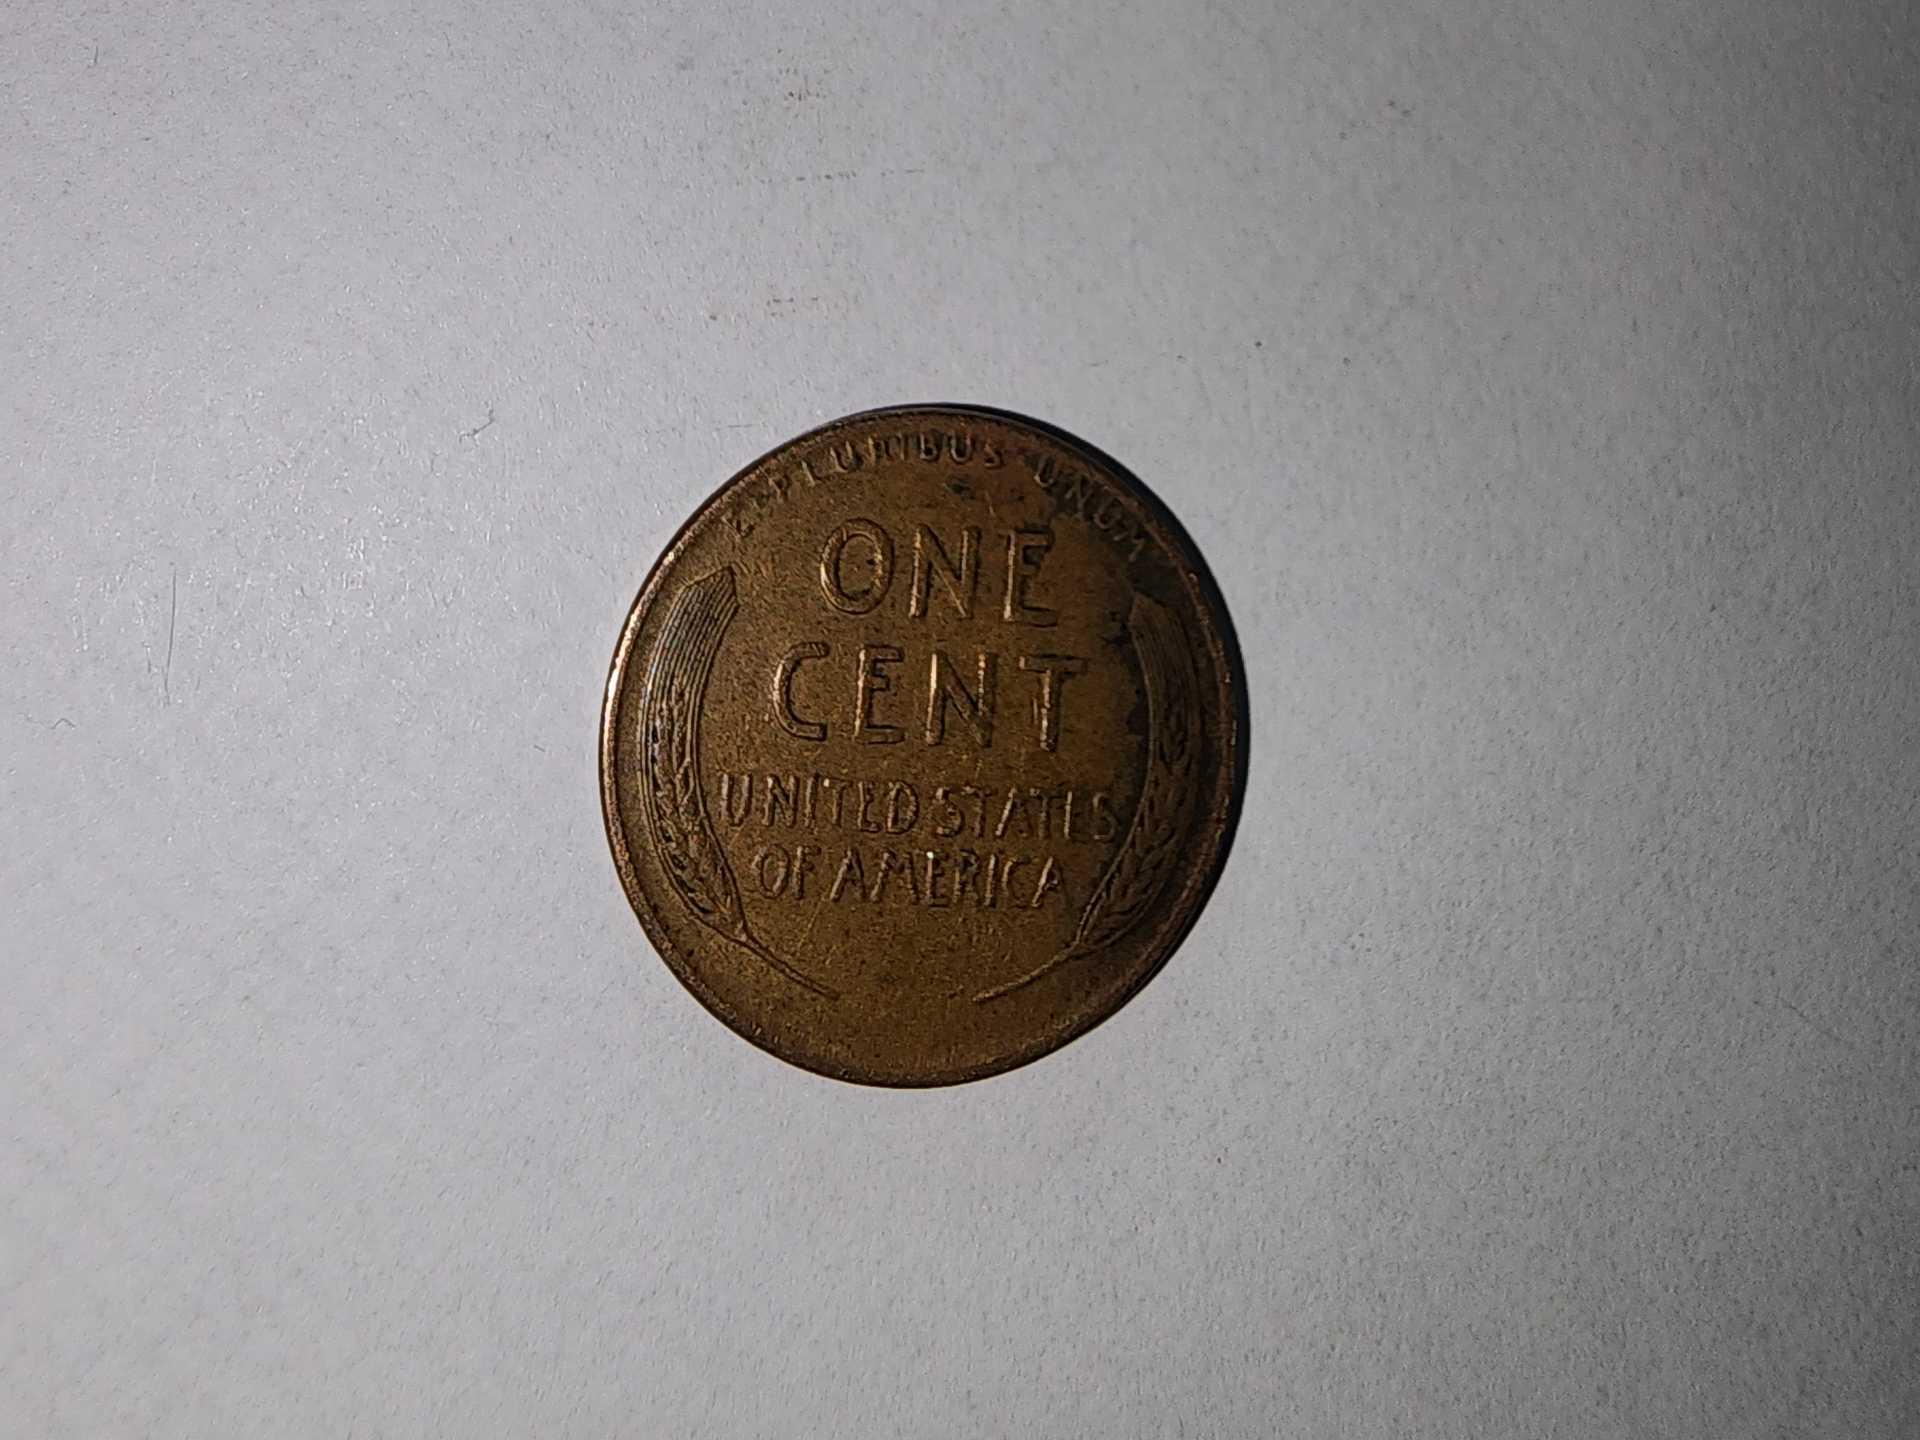 E·PLURIBUS·UNUM
ONE
CENT
UNITED STATES
OF AMERICA